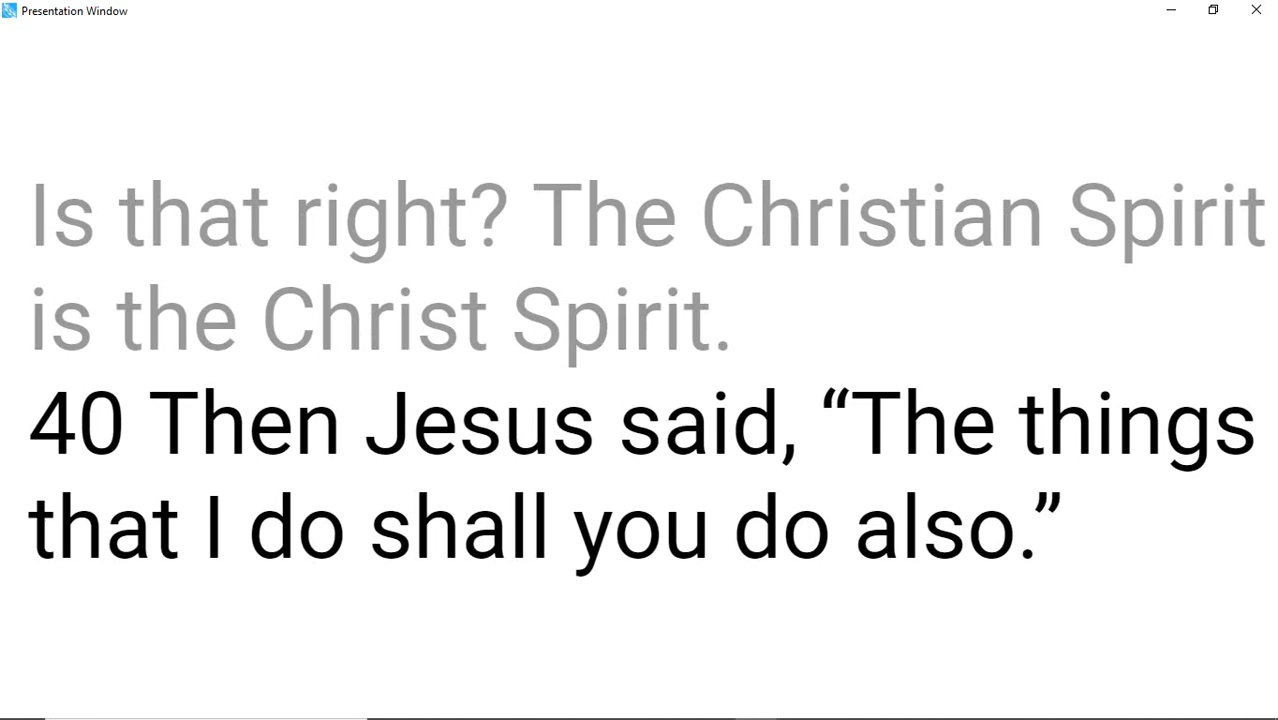 Presentation Window
Is that right? The Christian Spirit
is the Christ Spirit.
40 Then Jesus said, “The things
that I do shall you do also.”